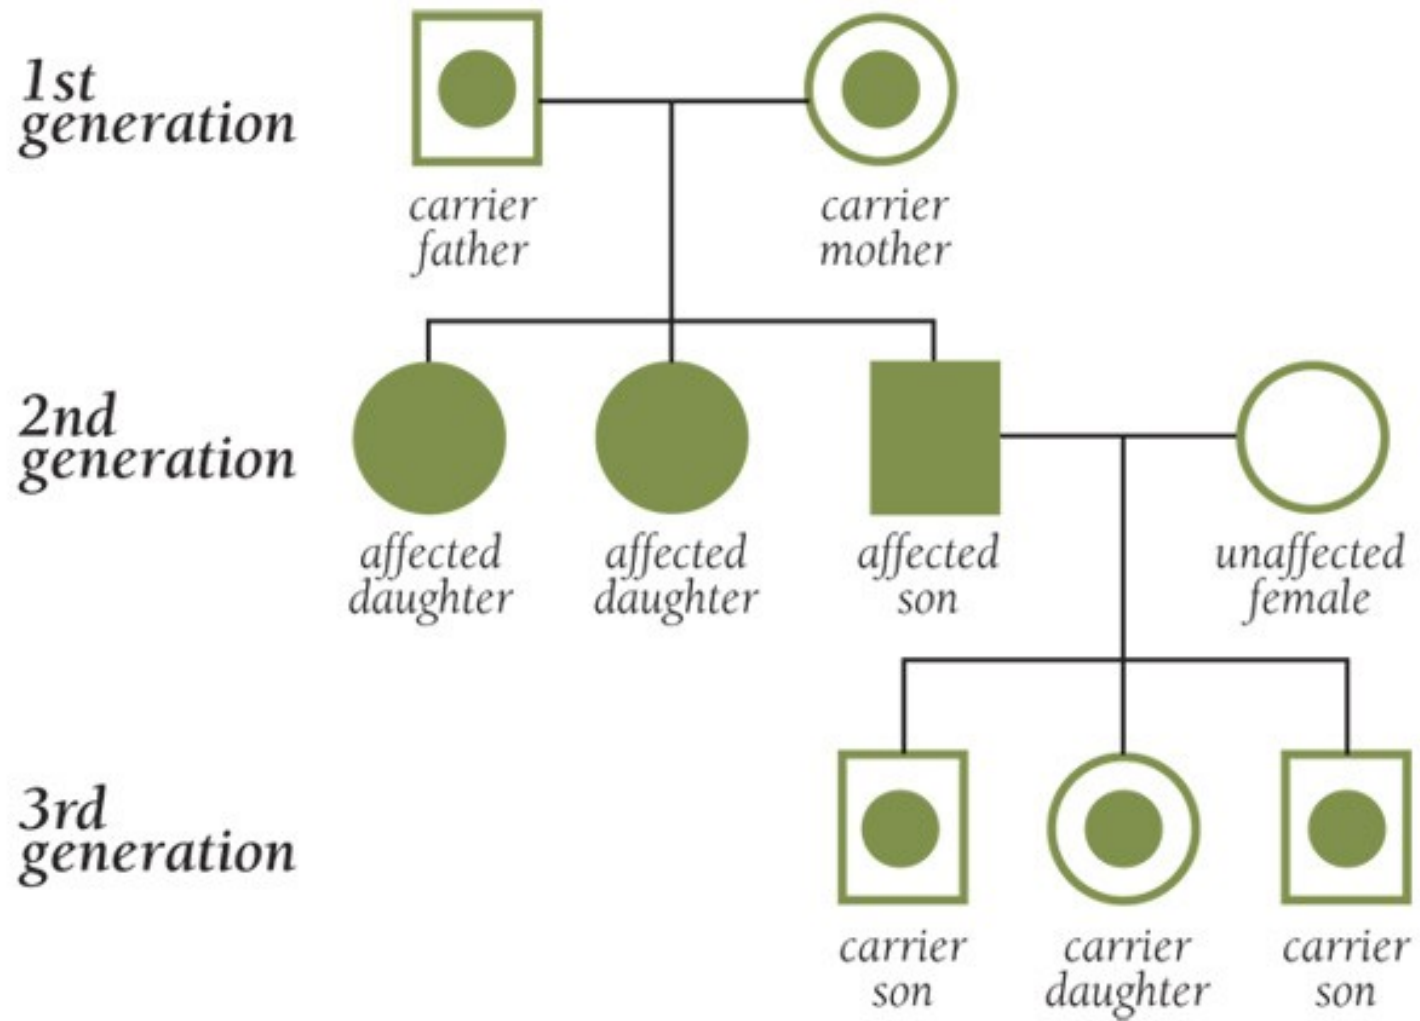 1st
generation
carrier
father
carrier
mother
2nd
generation
affected
daughter
affected
daughter
affected
son
unaffected
female
3rd
generation
carrier
son
carrier
daughter
carrier
son